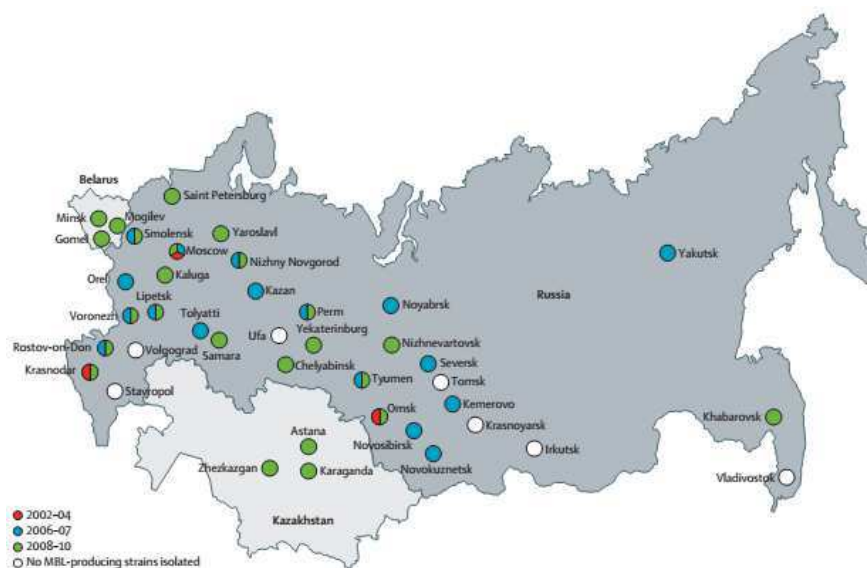 Belarus
Saint Petersburg
Minsk
Mogilev
Gomel
Smolensk
Yaroslavl
Moscow
Nizhny Novgorod
Yakutsk
Orel
Kaluga
Kazan
Noyabrsk
Russia
Lipetsk
Voronezh
Tolyatti
Perm
Ufa
Yekaterinburg
Nizhnevartovsk
Rostov-on-Don
Volgograd
Samara
Krasnodar
Chelyabinsk
Seversk
Stavropol
Tyumen
Tomsk
Omsk
Kemerovo
Khabarovsk
Krasnoyarsk
Astana
Novosibirsk
Irkutsk
Zhezkazgan
Karaganda
Novokuznetsk
Vladivostok
Kazakhstan
2002–04
2006–07
2008–10
No MBL-producing strains isolated